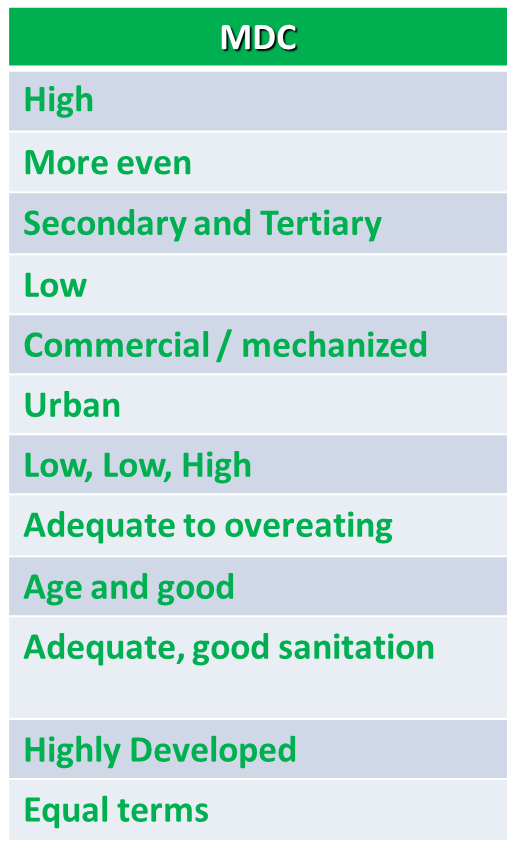 MDC
High
More even
Secondary and Tertiary
Low
Commercial / mechanized
Urban
Low, Low, High
Adequate to overeating
Age and good
Adequate, good sanitation
Highly Developed
Equal terms